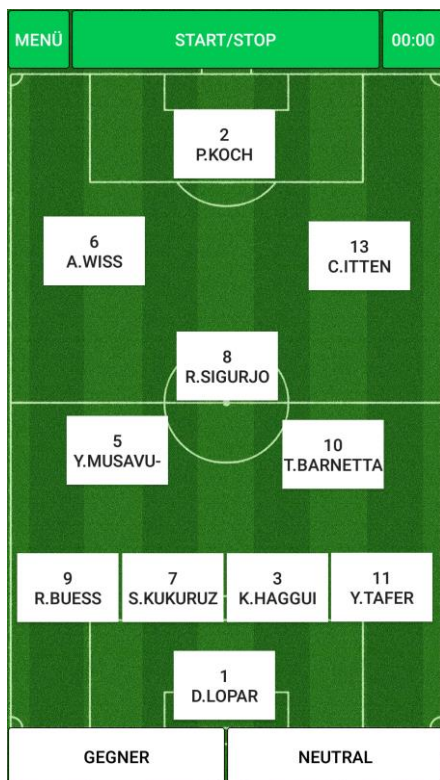 MENÜ START/STOP 00:00
2
P.KOCH
6
A.WISS
13
C.ITTEN
8
R.SIGURJO
5
Y.MUSAVU-
10
T.BARNETTA
9
R.BUESS
7
S.KUKURUZ
3
K.HAGGUI
11
Y.TAFER
1
D.LOPAR
GEGNER NEUTRAL